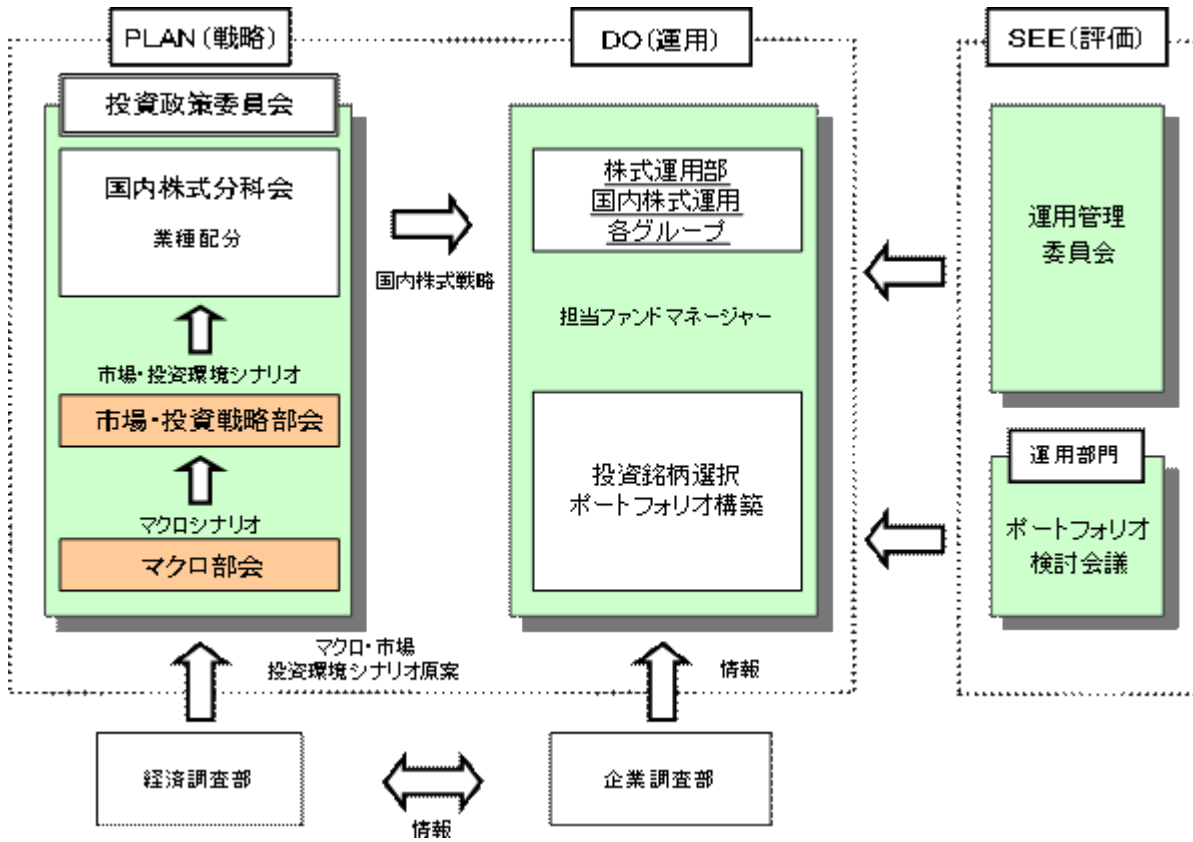 PLAN(戦略)
投資政策委員会
国内株式分科会
業種配分
市場・投資環境シナリオ
市場・投資戦略部会
マクロシナリオ
マクロ部会
国内株式戦略
DO(運用)
株式運用部
国内株式運用
各グループ
担当ファンドマネージャー
投資銘柄選択
ポートフォリオ構築
SEE(評価)
運用管理
委員会
運用部門
ポートフォリオ
検討会議
マクロ・市場
投資環境シナリオ原案
情報
経済調査部
情報
企業調査部